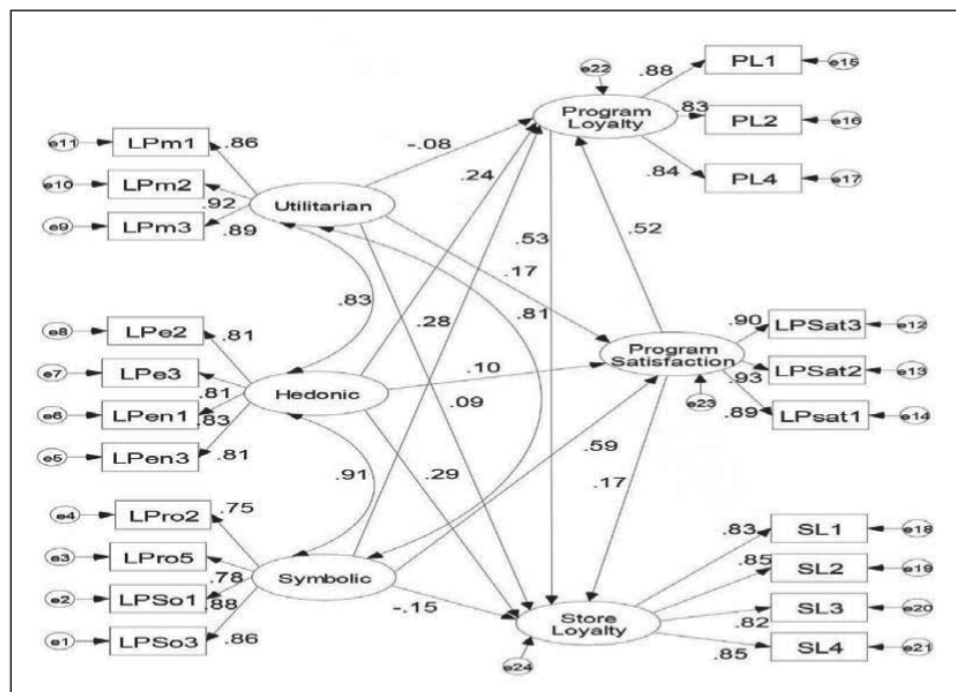 e22
.88
PL1
e15
Program
Loyalty
.83
PL2
e16
e11
LPm1
.86
-.08
.24
.84
PL4
e17
e10
LPm2
.92
Utilitarian
e9
LPm3
.89
.53
.52
.17
.83
.28
.81
e8
LPe2
.81
.90
LPSat3
e12
Program
Satisfaction
e7
LPe3
.81
Hedonic
.10
.93
LPSat2
e13
e6
LPen1
.83
.09
e23
.89
LPsat1
e14
e5
LPen3
.81
.59
.91
.29
.17
e4
LPro2
.75
.83
SL1
e18
e3
LPro5
.78
Symbolic
.85
SL2
e19
e2
LPSo1
.88
-.15
Store
Loyalty
.82
SL3
e20
e1
LPSo3
.86
e24
.85
SL4
e21